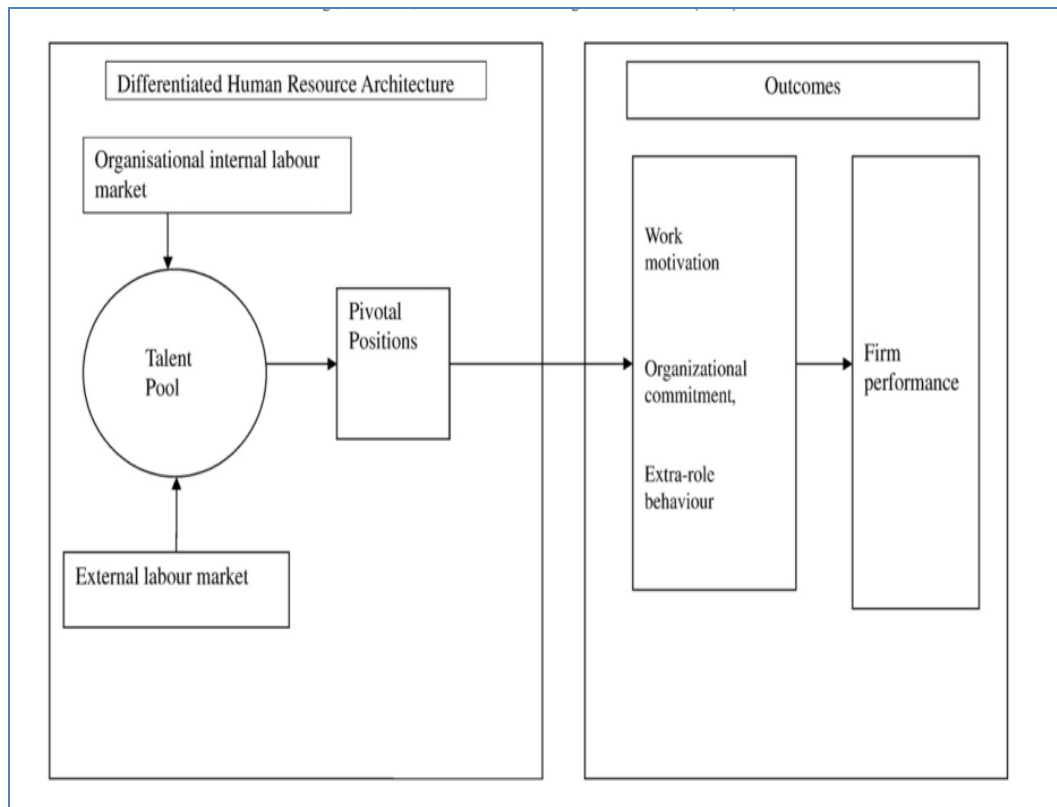 Differentiated Human Resource Architecture
Outcomes
Organisational internal labour
market
Talent
Pool
Pivotal
Positions
External labour market
Work
motivation
Organizational
commitment,
Extra-role
behaviour
Firm
performance